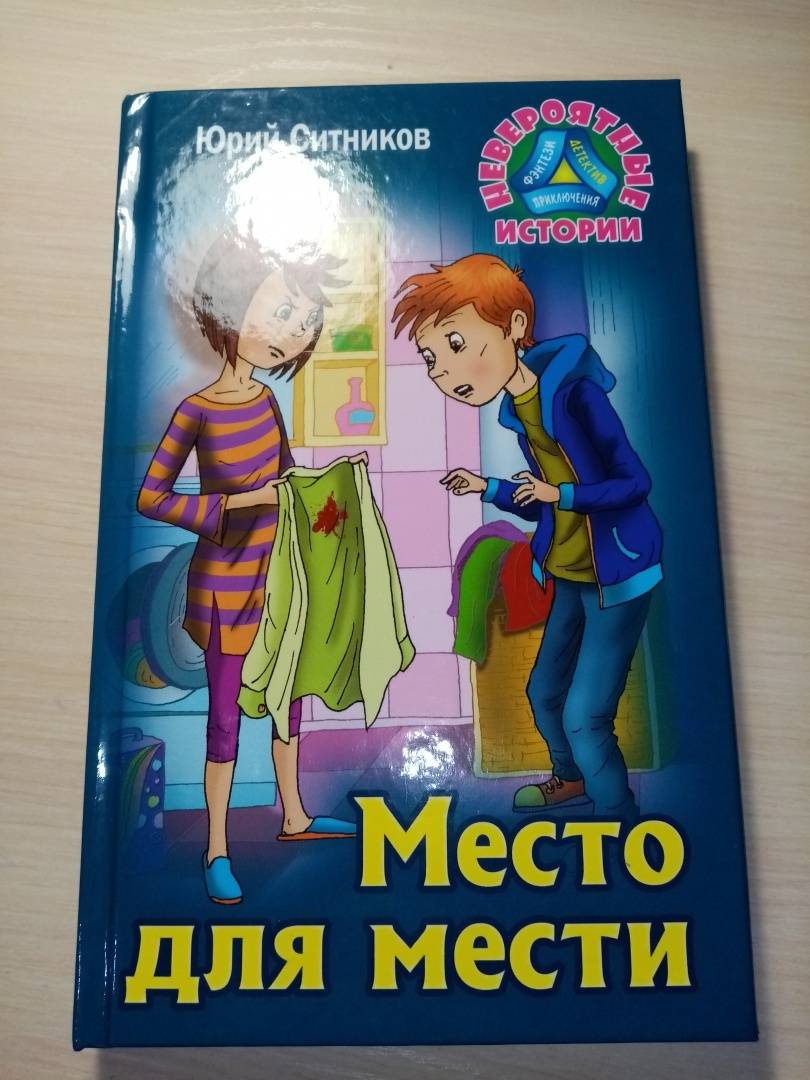 Юрий Ситников
НЕВЕРОЯТНЫЕ
ФЭНТЕЗИ
ДЕТЕКТИВ
ПРИКЛЮЧЕНИЯ
ИСТОРИИ
Место
для мести